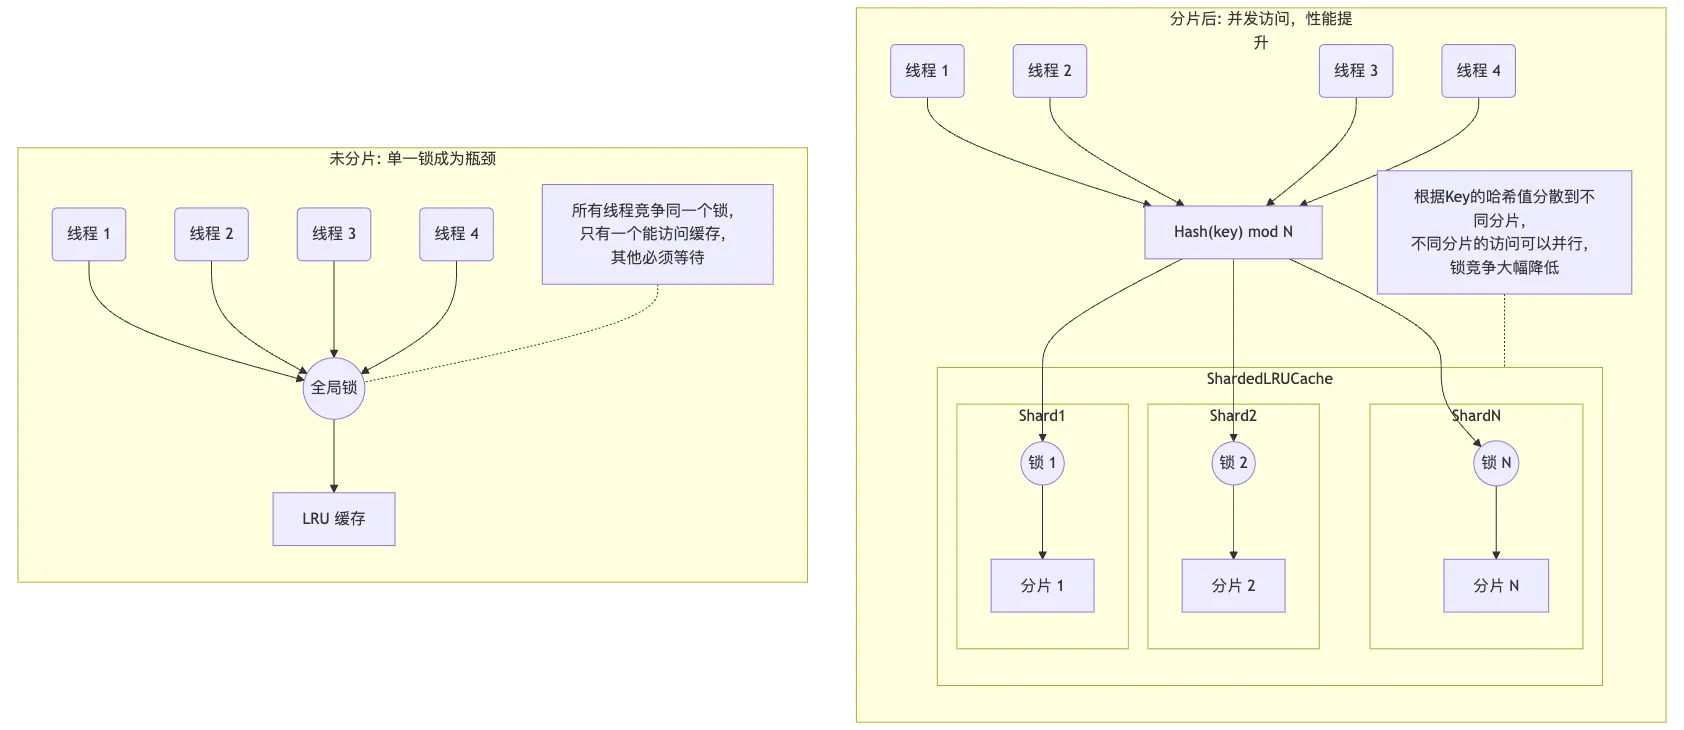 未分片: 单一锁成为瓶颈
线程 1
线程 2
线程 3
线程 4
所有线程竞争同一个锁，
只有一个能访问缓存，
其他必须等待
全局锁
LRU 缓存
分片后: 并发访问，性能提
升
线程 1
线程 2
线程 3
线程 4
Hash(key) mod N
根据Key的哈希值分散到不
同分片，
不同分片的访问可以并行，
锁竞争大幅降低
ShardedLRUCache
Shard1
Shard2
ShardN
锁 1
锁 2
锁 N
分片 1
分片 2
分片 N